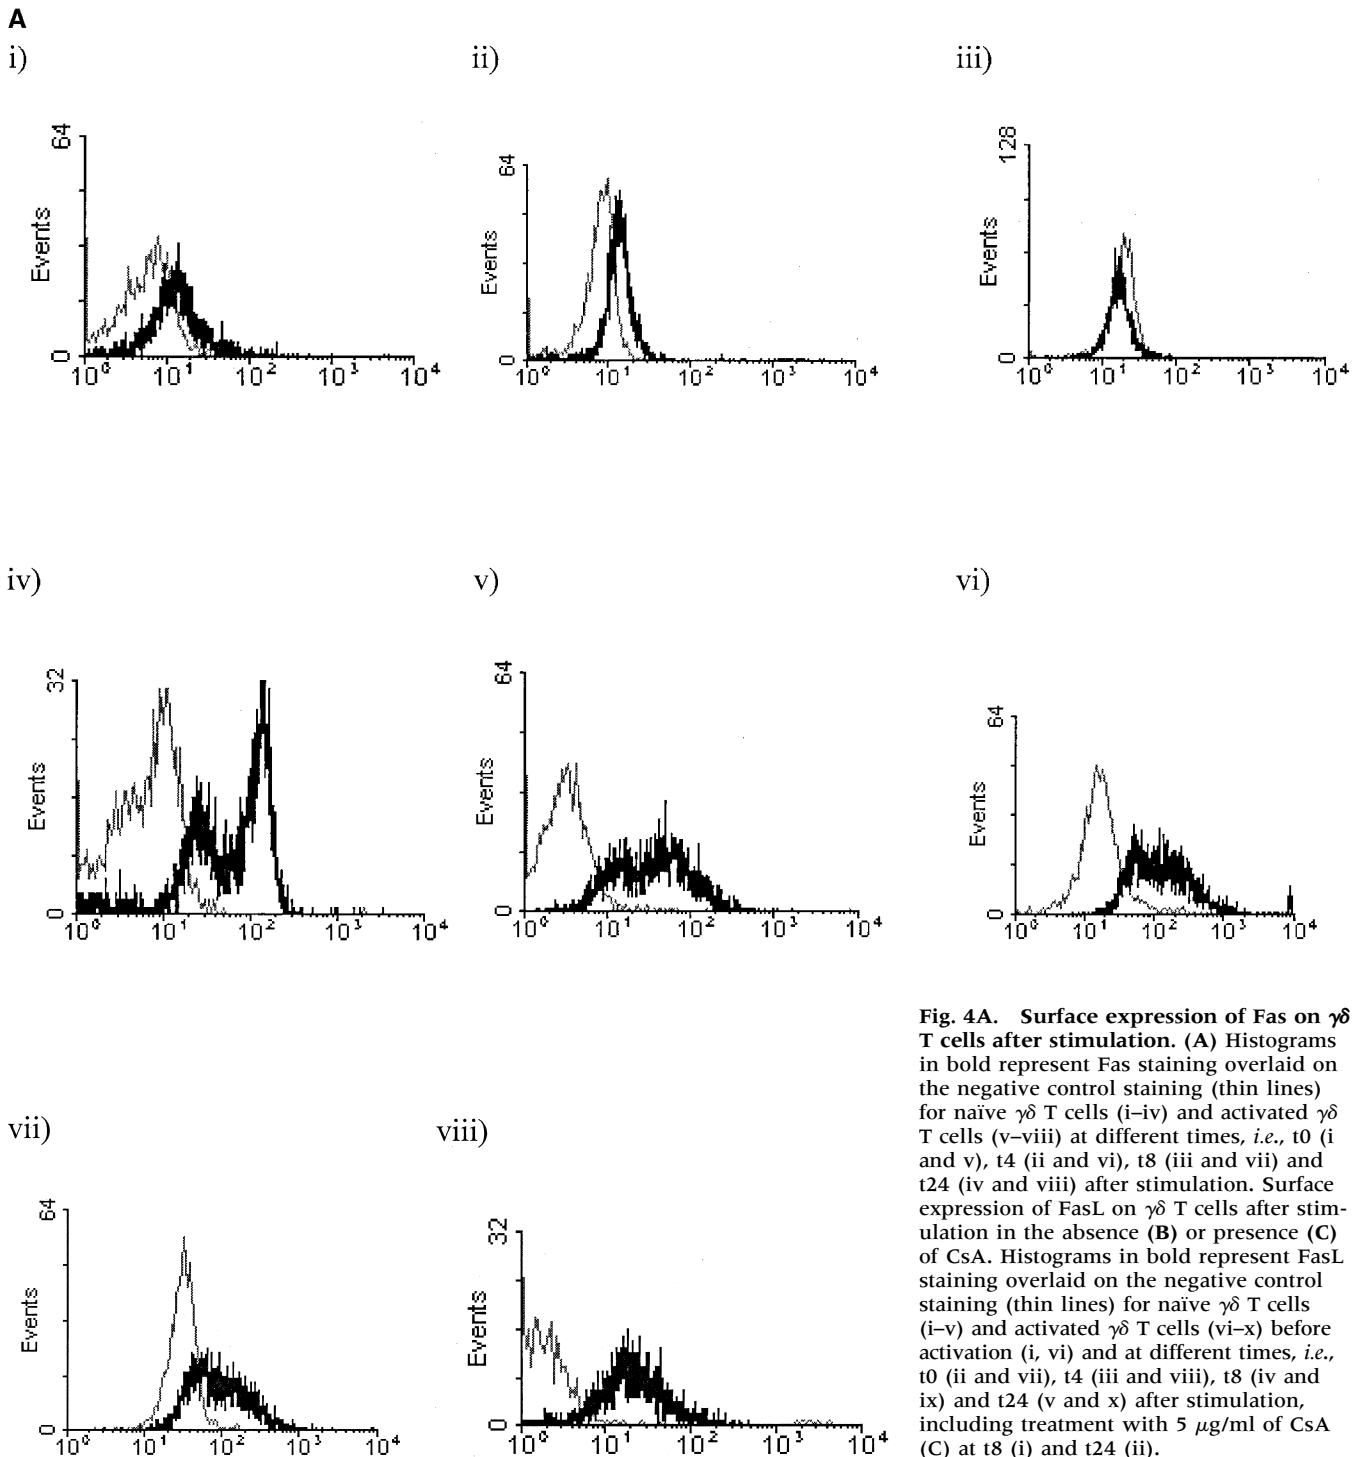 A
i)
ii)
iii)
64
Events
0
10⁰ 10¹ 10² 10³ 10⁴
64
Events
0
10⁰ 10¹ 10² 10³ 10⁴
128
Events
0
10⁰ 10¹ 10² 10³ 10⁴
iv)
v)
vi)
32
Events
0
10⁰ 10¹ 10² 10³ 10⁴
64
Events
0
10⁰ 10¹ 10² 10³ 10⁴
64
Events
0
10⁰ 10¹ 10² 10³ 10⁴
vii)
viii)
64
Events
0
10⁰ 10¹ 10² 10³ 10⁴
32
Events
0
10⁰ 10¹ 10² 10³ 10⁴
Fig. 4A. Surface expression of Fas on γδ
T cells after stimulation. (A) Histograms
in bold represent Fas staining overlaid on
the negative control staining (thin lines)
for naïve γδ T cells (i–iv) and activated γδ
T cells (v–viii) at different times, i.e., t0 (i
and v), t4 (ii and vi), t8 (iii and vii) and
t24 (iv and viii) after stimulation. Surface
expression of FasL on γδ T cells after stim-
ulation in the absence (B) or presence (C)
of CsA. Histograms in bold represent FasL
staining overlaid on the negative control
staining (thin lines) for naïve γδ T cells
(i–v) and activated γδ T cells (vi–x) before
activation (i, vi) and at different times, i.e.,
t0 (ii and vii), t4 (iii and viii), t8 (iv and
ix) and t24 (v and x) after stimulation,
including treatment with 5 μg/ml of CsA
(C) at t8 (i) and t24 (ii).